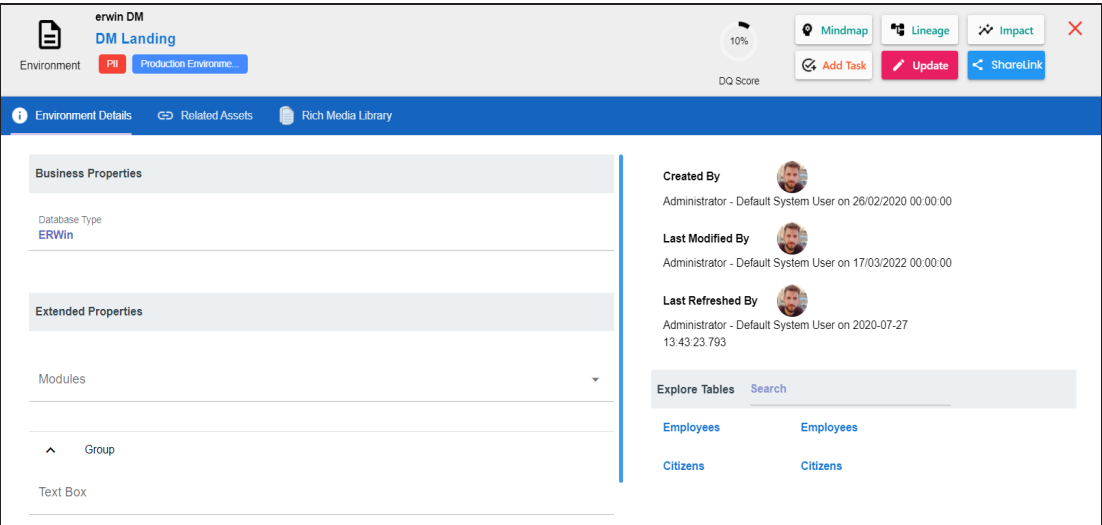 erwin DM
DM Landing
Environment
PII
Production Environme...
10%
DQ Score
Mindmap
Lineage
Impact
Add Task
Update
ShareLink
Environment Details
Related Assets
Rich Media Library
Business Properties
Database Type
ERWin
Extended Properties
Modules
Group
Text Box
Created By
Administrator - Default System User on 26/02/2020 00:00:00
Last Modified By
Administrator - Default System User on 17/03/2022 00:00:00
Last Refreshed By
Administrator - Default System User on 2020-07-27
13:43:23.793
Explore Tables Search
Employees Employees
Citizens Citizens